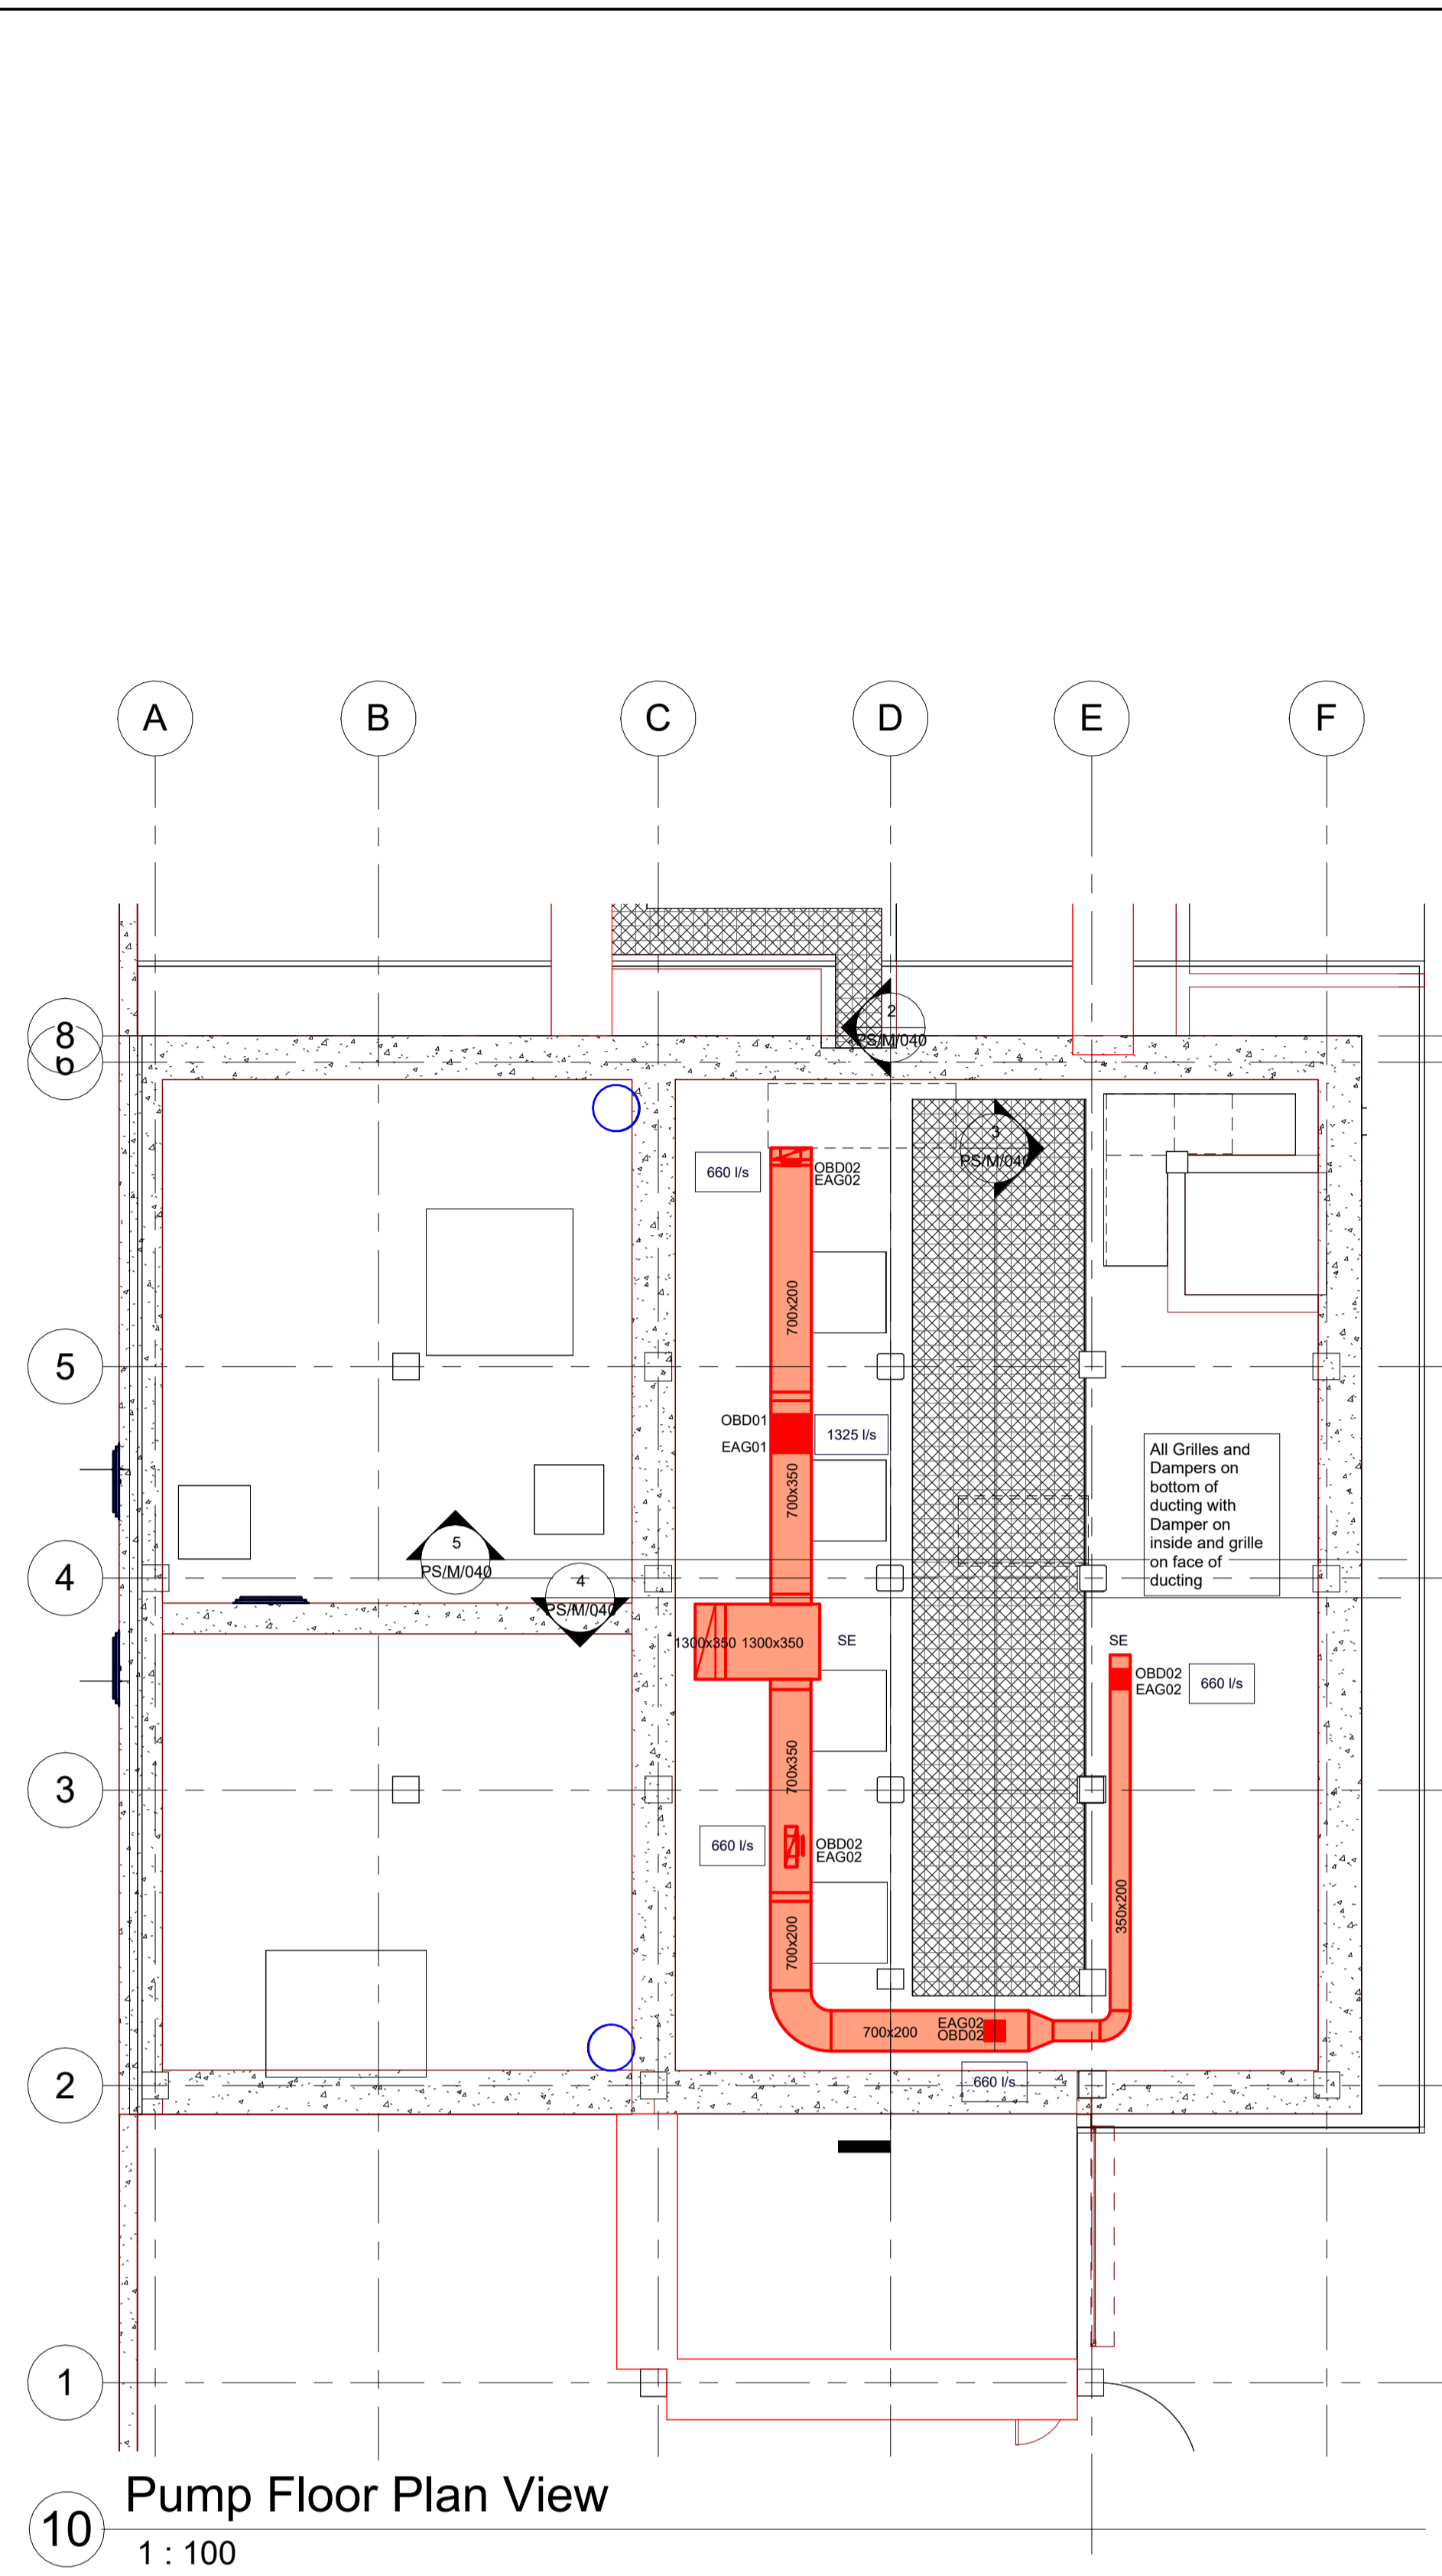 A
B
C
D
E
F
8
6
2
PS/M/040
3
PS/M/040
660 l/s
OBD02
EAG02
700x200
5
OBD01
EAG01
1325 l/s
700x350
All Grilles and
Dampers on
bottom of
ducting with
Damper on
inside and grille
on face of
ducting
5
PS/M/040
4
4
PS/M/040
1300x350
1300x350
SE
SE
OBD02
EAG02
660 l/s
700x350
3
660 l/s
OBD02
EAG02
350x200
700x200
700x200
EAG02
OBD02
660 l/s
2
1
Pump Floor Plan View
10
1 : 100